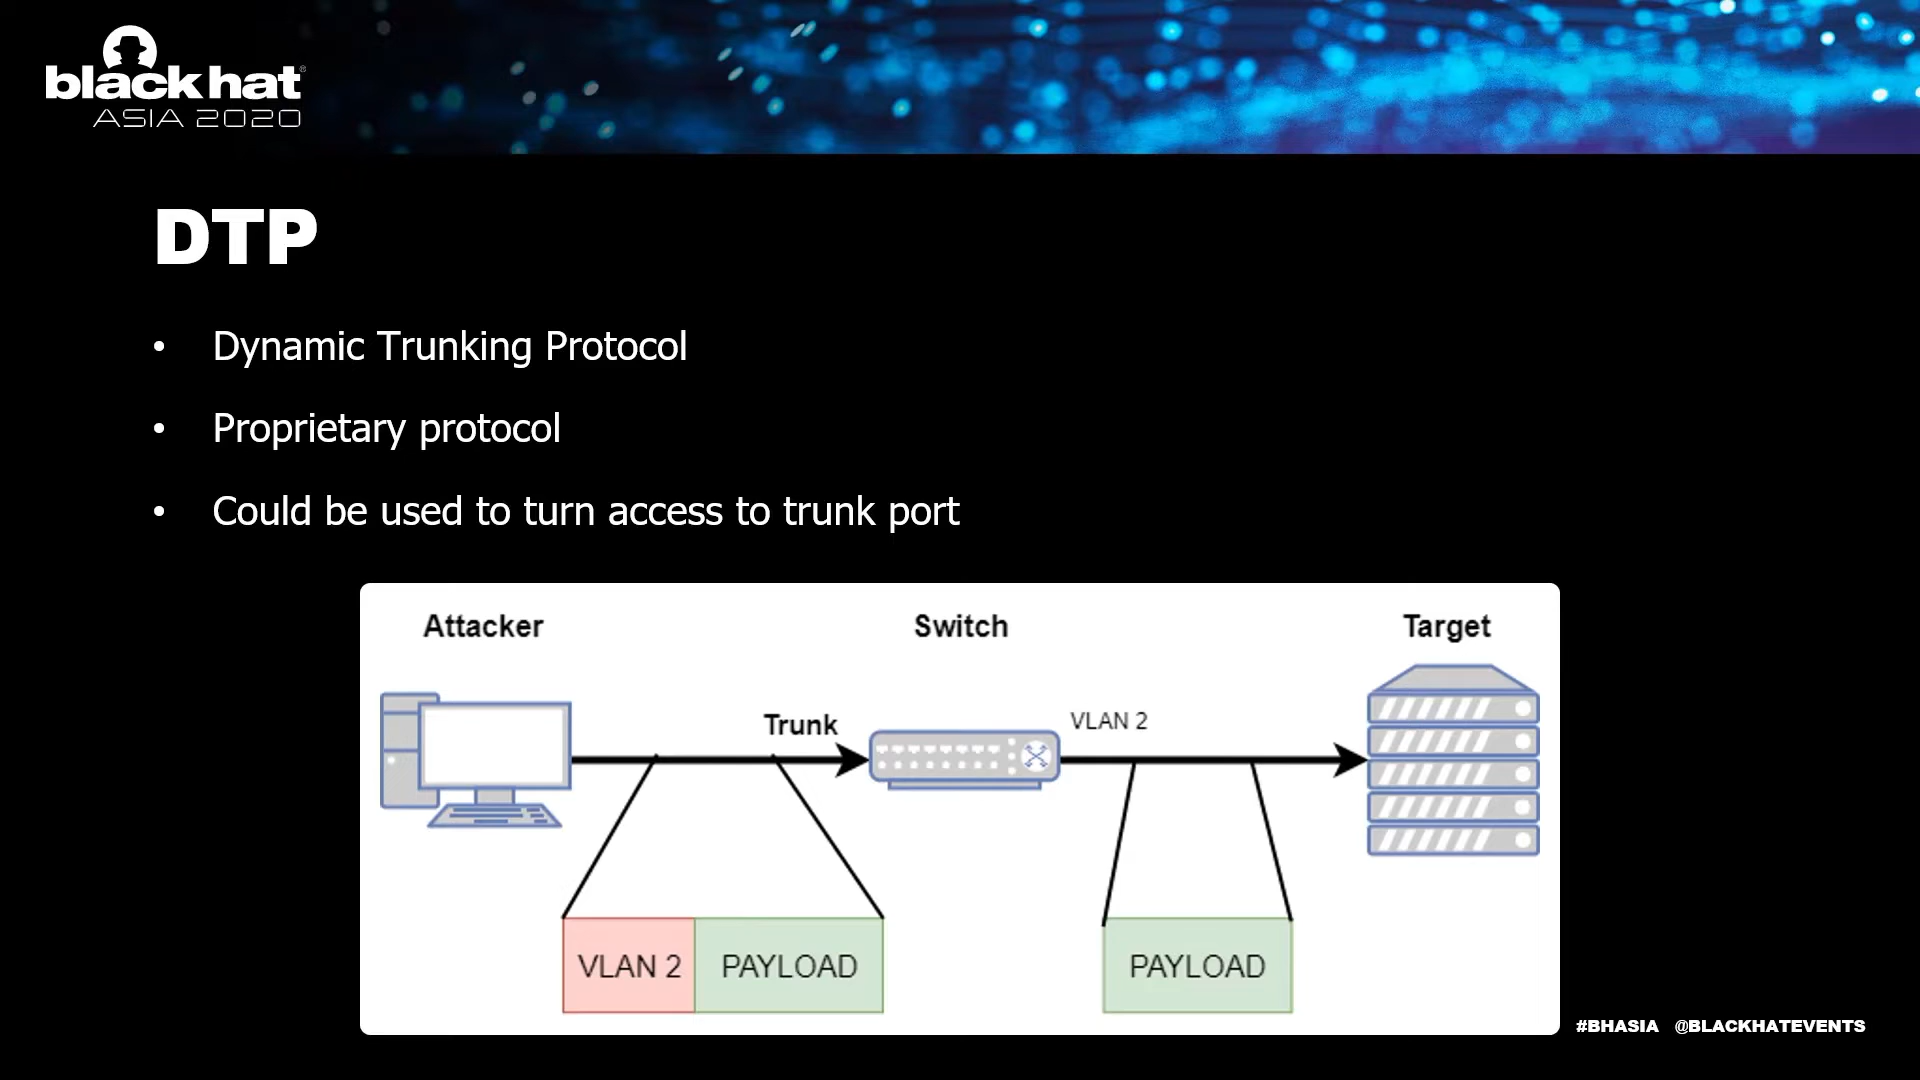 black hat®
ASIA 2020
DTP
• Dynamic Trunking Protocol
• Proprietary protocol
• Could be used to turn access to trunk port
Attacker
Switch
Target
Trunk
VLAN 2
VLAN 2
PAYLOAD
PAYLOAD
#BHASIA @BLACKHATEVENTS